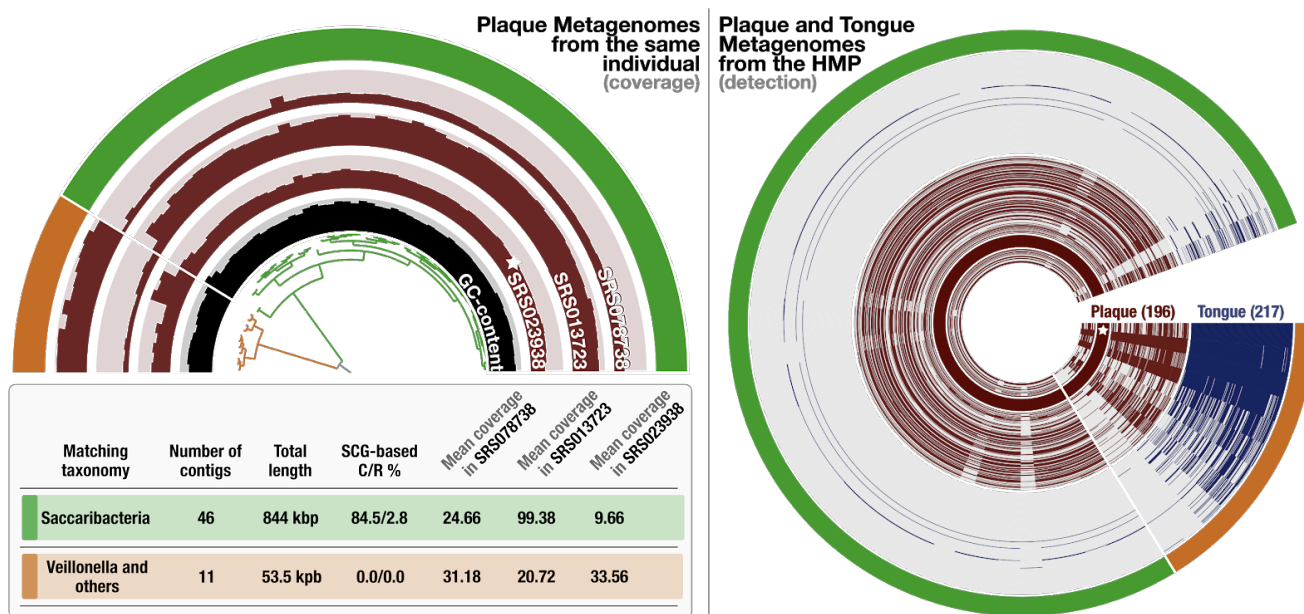 Plaque Metagenomes
from the same
individual
(coverage)
GC-content
SRS023938
SRS013723
SRS078738
Matching
taxonomy
Number of
contigs
Total
length
SCG-based
C/R %
Mean coverage
in SRS078738
Mean coverage
in SRS013723
Mean coverage
in SRS023938
Saccaribacteria 46 844 kbp 84.5/2.8 24.66 99.38 9.66
Veillonella and
others
11 53.5 kpb 0.0/0.0 31.18 20.72 33.56
Plaque and Tongue
Metagenomes
from the HMP
(detection)
Plaque (196) Tongue (217)